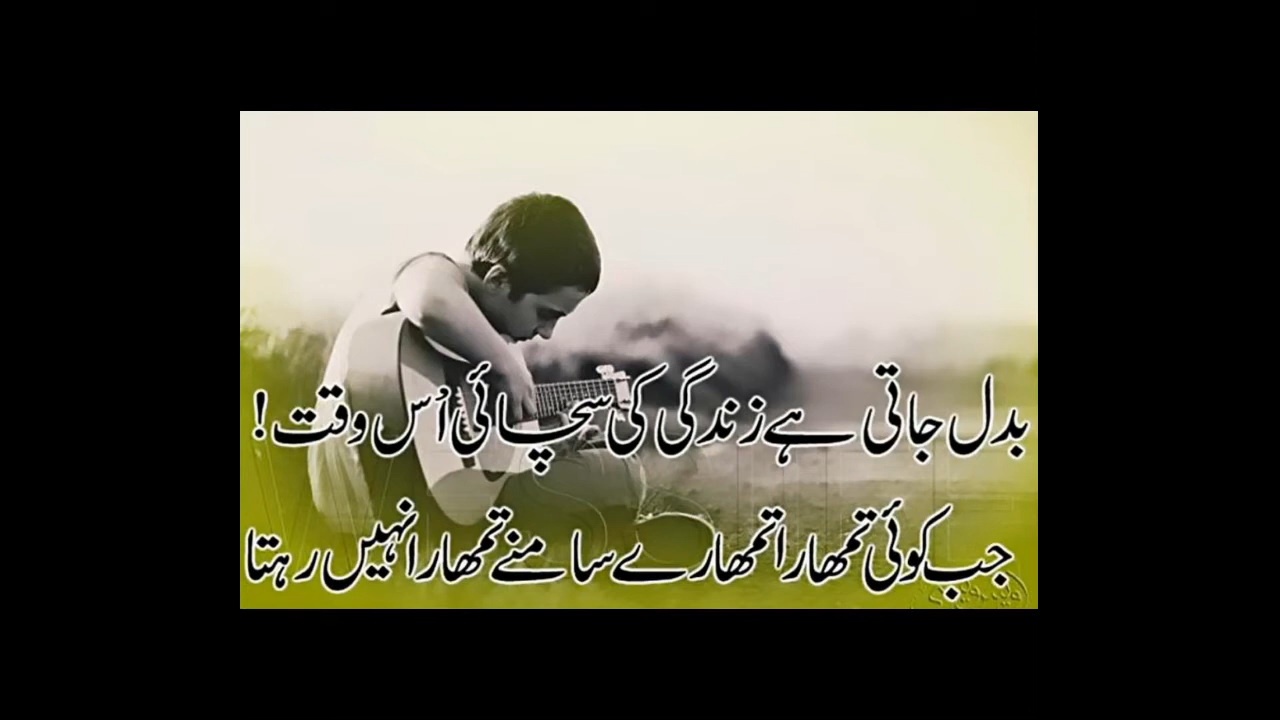 بدل جاتی ہے زندگی کی سچائی اُس وقت !
جب کوئی تمھارا تمھارے سامنے تمھارا نہیں رہتا